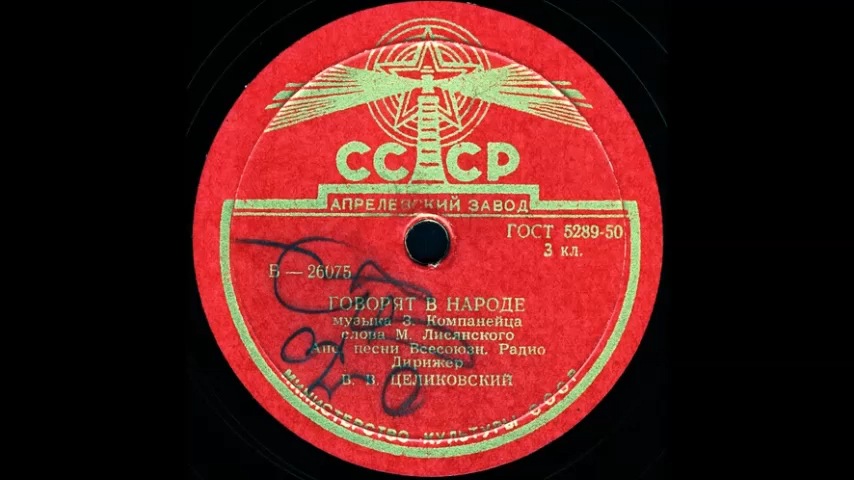 СССР
АПРЕЛЕВСКИЙ ЗАВОД
ГОСТ 5289-50
3 кл.
В — 26075
ГОВОРЯТ В НАРОДЕ
музыка З. Компанейца
слова М. Лисянского
Анс. песни Всесоюзн. Радио
Дирижер
В. В. ЦЕЛИКОВСКИЙ
МИНИСТЕРСТВО КУЛЬТУРЫ СССР